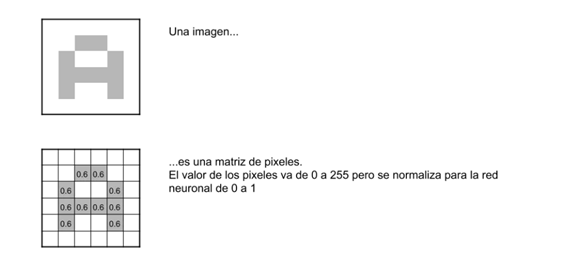 Una imagen...
...es una matriz de pixeles.
El valor de los pixeles va de 0 a 255 pero se normaliza para la red
neuronal de 0 a 1
0.6 0.6
0.6 0.6
0.6 0.6 0.6 0.6
0.6 0.6